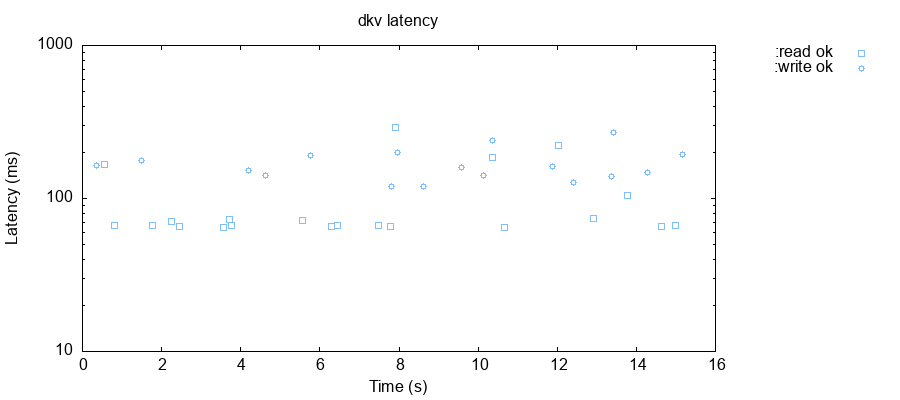 dkv latency
:read ok
:write ok
1000
100
10
Latency (ms)
0 2 4 6 8 10 12 14 16
Time (s)